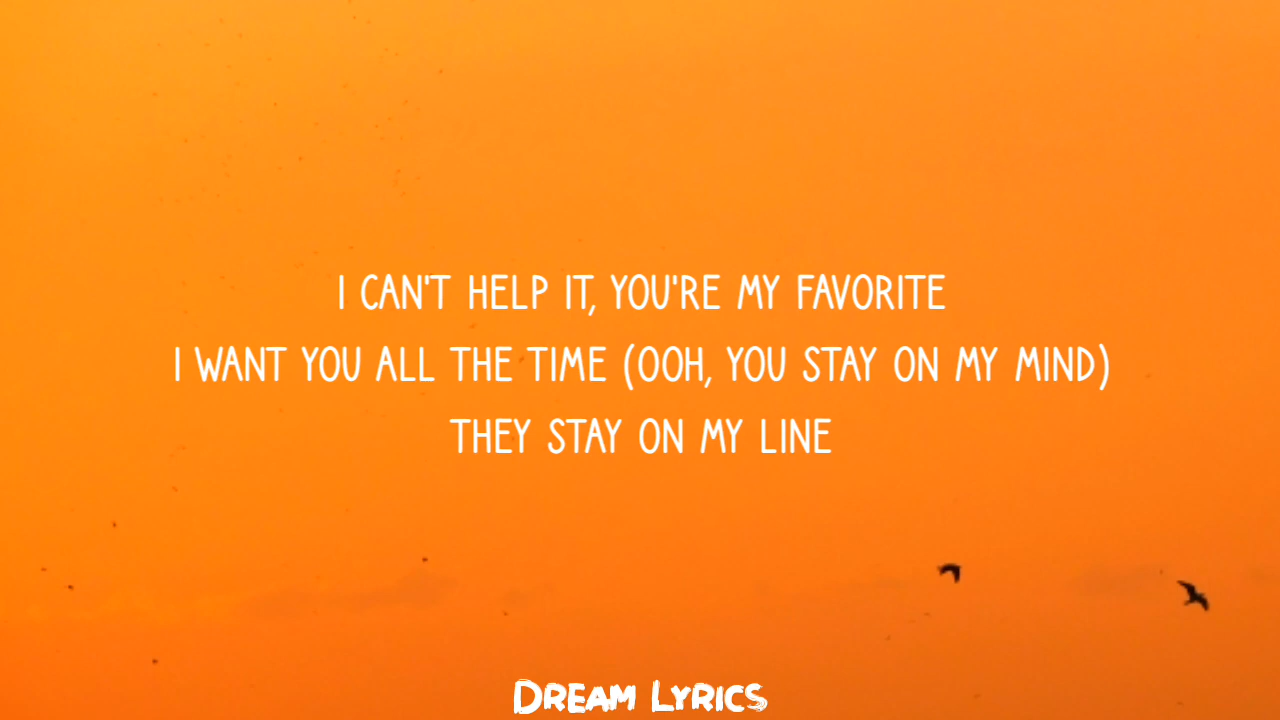 I CAN'T HELP IT, YOU'RE MY FAVORITE
I WANT YOU ALL THE TIME (OOH, YOU STAY ON MY MIND)
THEY STAY ON MY LINE
DREAM LYRICS